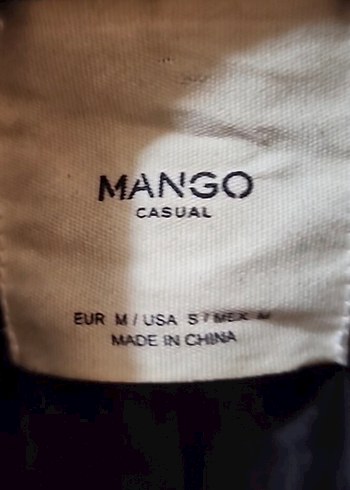 MANGO
CASUAL
EUR M / USA S / MEX M
MADE IN CHINA